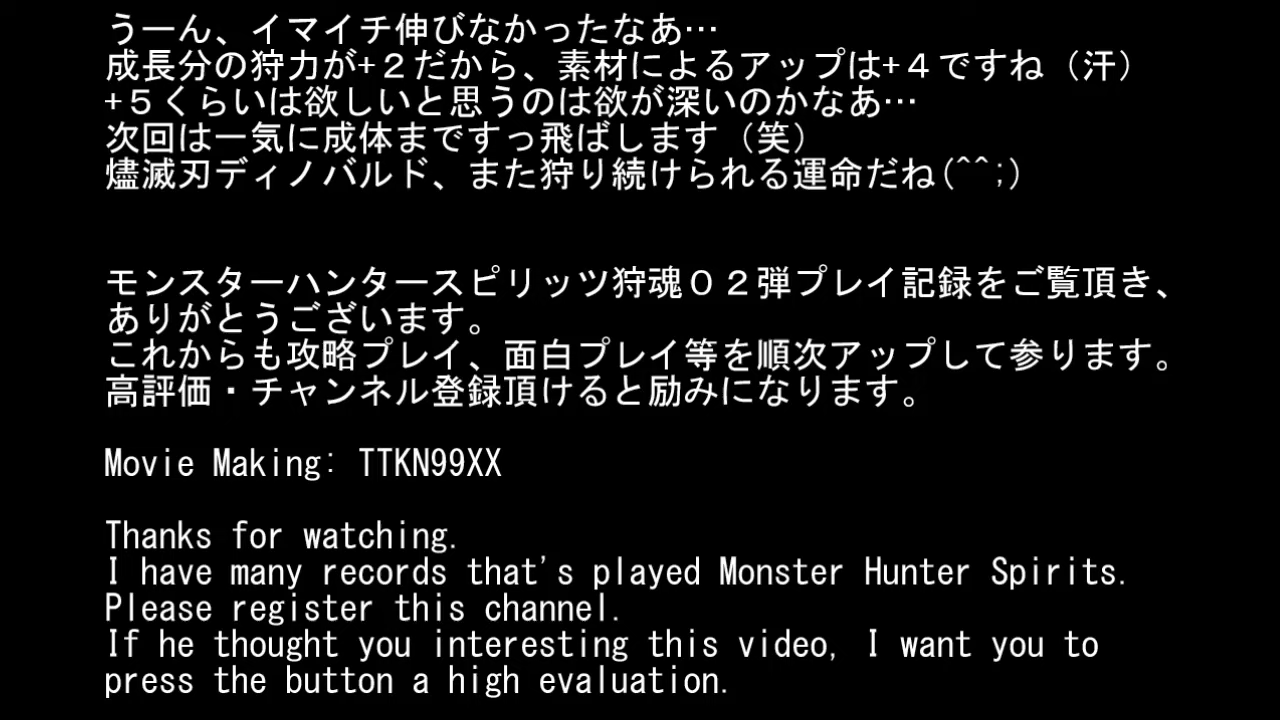 うーん、イマイチ伸びなかったなあ…
成長分の狩力が+２だから、素材によるアップは+４ですね（汗）
+５くらいは欲しいと思うのは欲が深いのかなあ…
次回は一気に成体まですっ飛ばします（笑）
燼滅刃ディノバルド、また狩り続けられる運命だね(^^;)
モンスターハンタースピリッツ狩魂０２弾プレイ記録をご覧頂き、
ありがとうございます。
これからも攻略プレイ、面白プレイ等を順次アップして参ります。
高評価・チャンネル登録頂けると励みになります。
Movie Making: TTKN99XX
Thanks for watching.
I have many records that's played Monster Hunter Spirits.
Please register this channel.
If he thought you interesting this video, I want you to
press the button a high evaluation.